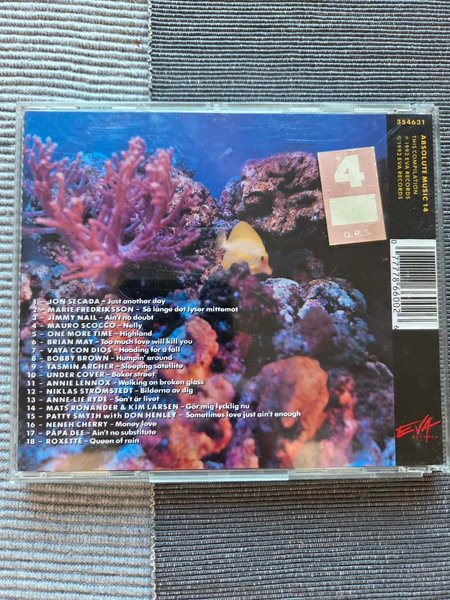 4
G.R.S.
1 - JON SECADA - Just another day
2 - MARIE FREDRIKSSON - Så länge det lyser mittemot
3 - JIMMY NAIL - Ain't no doubt
4 - MAURO SCOCCO - Nelly
5 - ONE MORE TIME - Highland
6 - BRIAN MAY - Too much love will kill you
7 - VAYA CON DIOS - Heading for a fall
8 - BOBBY BROWN - Humpin' around
9 - TASMIN ARCHER - Sleeping satellite
10 - UNDER COVER - Baker street
11 - ANNIE LENNOX - Walking on broken glass
12 - NIKLAS STRÖMSTEDT - Bilderna av dig
13 - ANNE-LIE RYDÉ - Sånt är livet
14 - MATS RONANDER & KIM LARSEN - Gör mig lycklig nu
15 - PATTY SMYTH with DON HENLEY - Sometimes love just ain't enough
16 - NENEH CHERRY - Money love
17 - PAPA DEE - Ain't no substitute
18 - ROXETTE - Queen of rain
354631
ABSOLUTE MUSIC 14
THIS COMPILATION
℗ 1992 EVA RECORDS
© 1992 EVA RECORDS
EVA
RECORDS